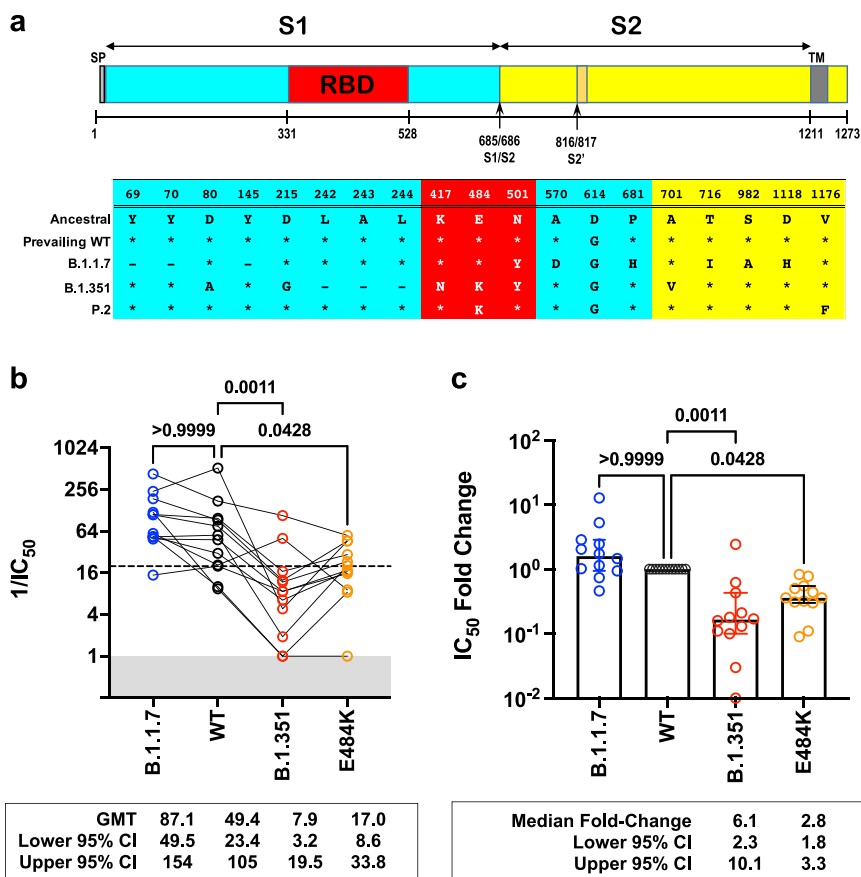 a
S1 S2
SP TM
RBD
1 331 528 685/686 816/817 1211 1273
S1/S2 S2'
69 70 80 145 215 242 243 244 417 484 501 570 614 681 701 716 982 1118 1176
Ancestral Y Y D Y D L A L K E N A D P A T S D V
Prevailing WT * * * * * * * * * * * * G * * * * * *
B.1.1.7 – – * – * * * * * * Y D G H * I A H *
B.1.351 * * A * G – – – N K Y * G * V * * * *
P.2 * * * * * * * * * K * * G * * * * * F
b
0.0011
>0.9999 0.0428
1024
256
64
16
4
1
1/IC50
B.1.1.7 WT B.1.351 E484K
GMT 87.1 49.4 7.9 17.0
Lower 95% CI 49.5 23.4 3.2 8.6
Upper 95% CI 154 105 19.5 33.8
c
0.0011
>0.9999 0.0428
10^2
10^1
10^0
10^-1
10^-2
IC50 Fold Change
B.1.1.7 WT B.1.351 E484K
Median Fold-Change 6.1 2.8
Lower 95% CI 2.3 1.8
Upper 95% CI 10.1 3.3